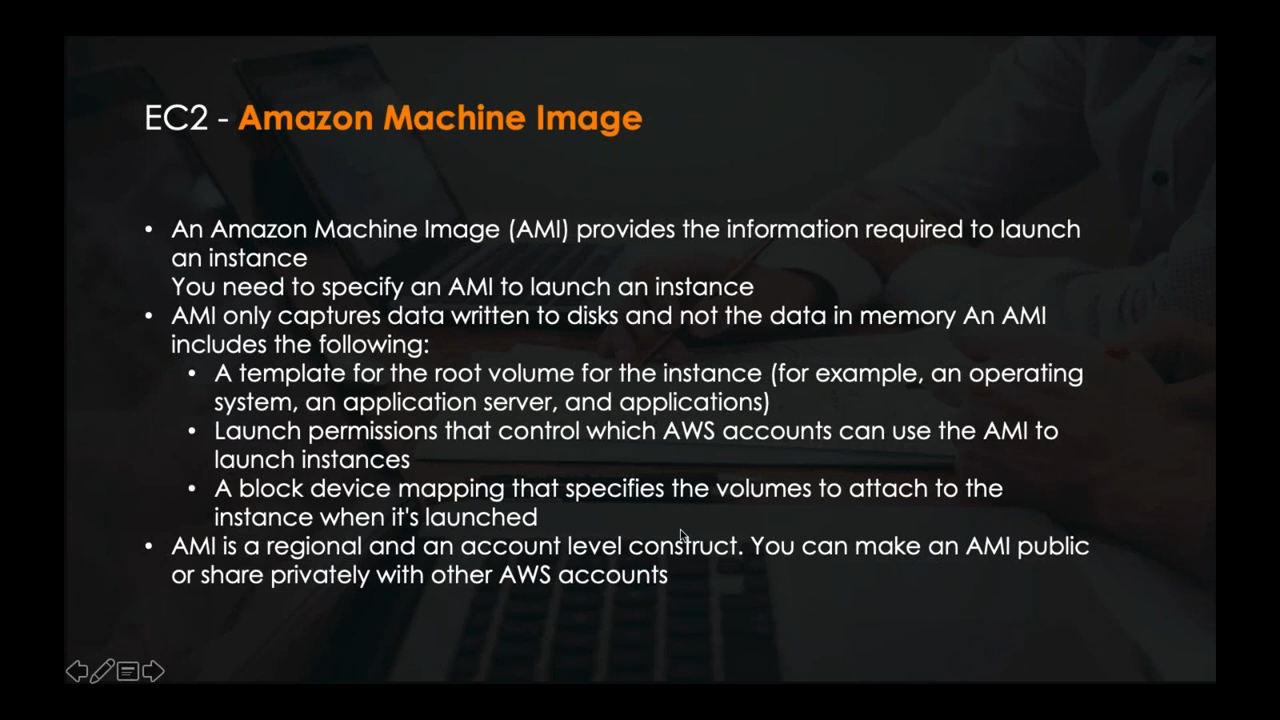 EC2 - Amazon Machine Image
• An Amazon Machine Image (AMI) provides the information required to launch
an instance
You need to specify an AMI to launch an instance
• AMI only captures data written to disks and not the data in memory An AMI
includes the following:
• A template for the root volume for the instance (for example, an operating
system, an application server, and applications)
• Launch permissions that control which AWS accounts can use the AMI to
launch instances
• A block device mapping that specifies the volumes to attach to the
instance when it's launched
• AMI is a regional and an account level construct. You can make an AMI public
or share privately with other AWS accounts